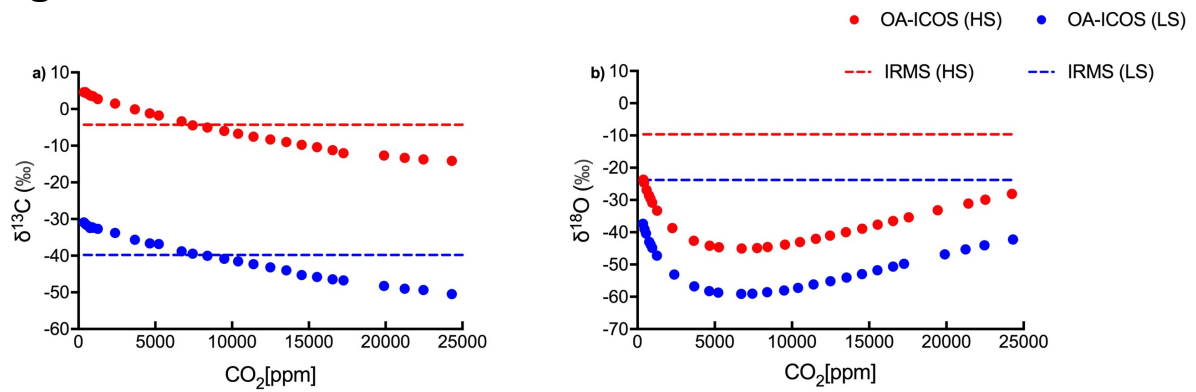 OA-ICOS (HS) OA-ICOS (LS)
IRMS (HS) IRMS (LS)
a)
10
0
-10
-20
-30
-40
-50
-60
δ¹³C (‰)
0 5000 10000 15000 20000 25000
CO₂[ppm]
b)
10
0
-10
-20
-30
-40
-50
-60
-70
δ¹⁸O (‰)
0 5000 10000 15000 20000 25000
CO₂[ppm]